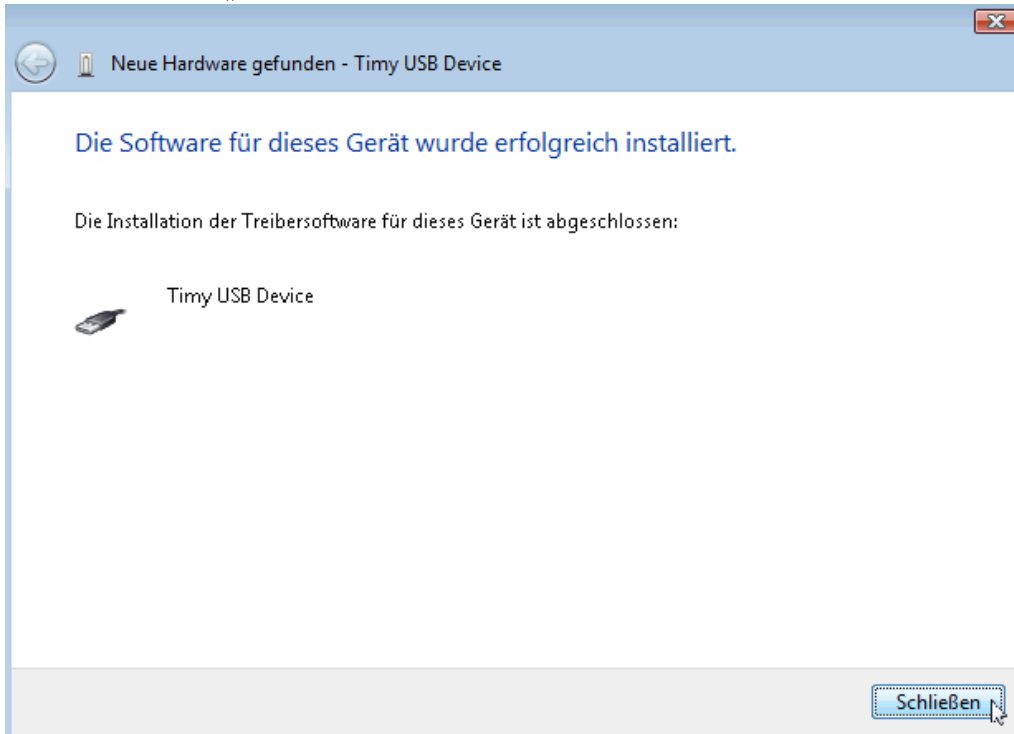 Neue Hardware gefunden - Timy USB Device
Die Software für dieses Gerät wurde erfolgreich installiert.
Die Installation der Treibersoftware für dieses Gerät ist abgeschlossen:
Timy USB Device
Schließen